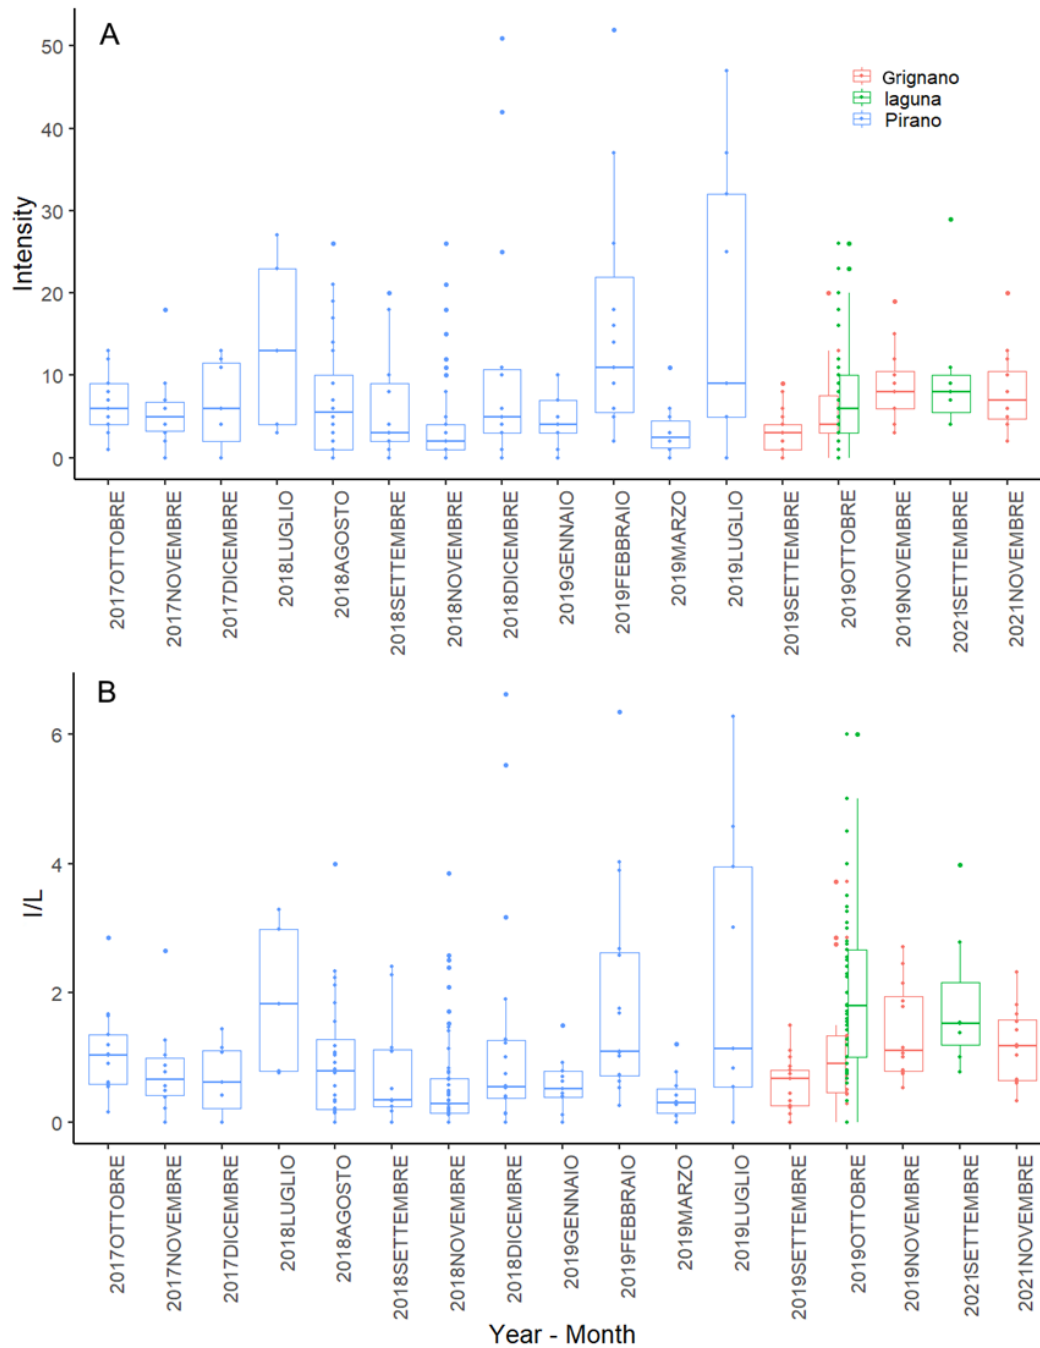 A
50
40
30
20
10
0
Intensity
Grignano
laguna
Pirano
2017OTTOBRE
2017NOVEMBRE
2017DICEMBRE
2018LUGLIO
2018AGOSTO
2018SETTEMBRE
2018NOVEMBRE
2018DICEMBRE
2019GENNAIO
2019FEBBRAIO
2019MARZO
2019LUGLIO
2019SETTEMBRE
2019OTTOBRE
2019NOVEMBRE
2021SETTEMBRE
2021NOVEMBRE
B
6
4
2
0
I/L
2017OTTOBRE
2017NOVEMBRE
2017DICEMBRE
2018LUGLIO
2018AGOSTO
2018SETTEMBRE
2018NOVEMBRE
2018DICEMBRE
2019GENNAIO
2019FEBBRAIO
2019MARZO
2019LUGLIO
2019SETTEMBRE
2019OTTOBRE
2019NOVEMBRE
2021SETTEMBRE
2021NOVEMBRE
Year - Month